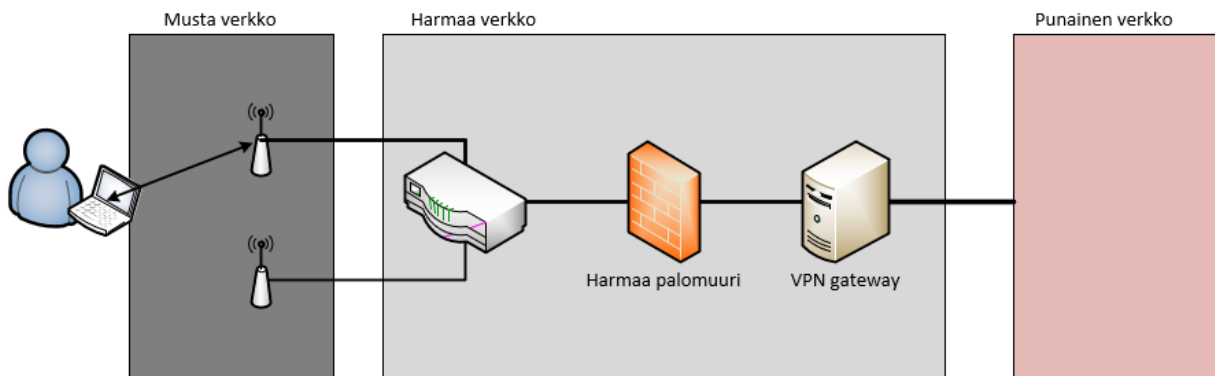 Musta verkko
Harmaa verkko
Punainen verkko
Harmaa palomuuri
VPN gateway